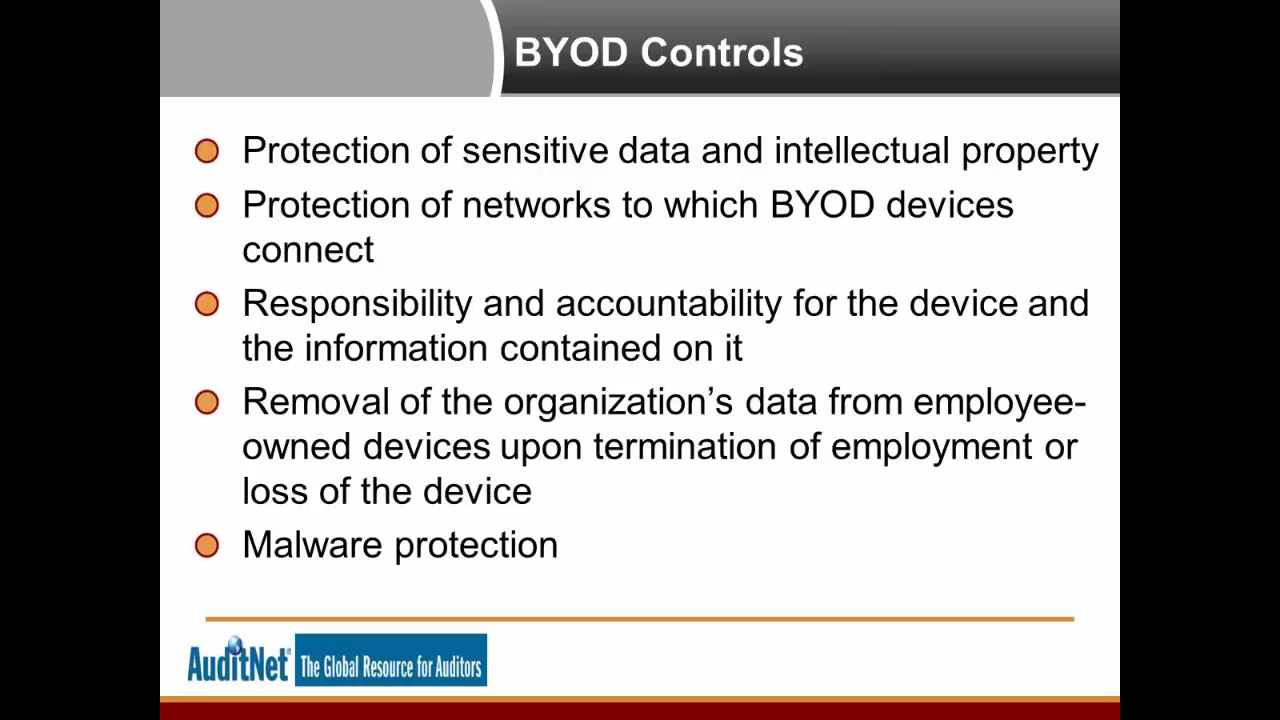 BYOD Controls
Protection of sensitive data and intellectual property
Protection of networks to which BYOD devices
connect
Responsibility and accountability for the device and
the information contained on it
Removal of the organization’s data from employee-
owned devices upon termination of employment or
loss of the device
Malware protection
AuditNet® The Global Resource for Auditors